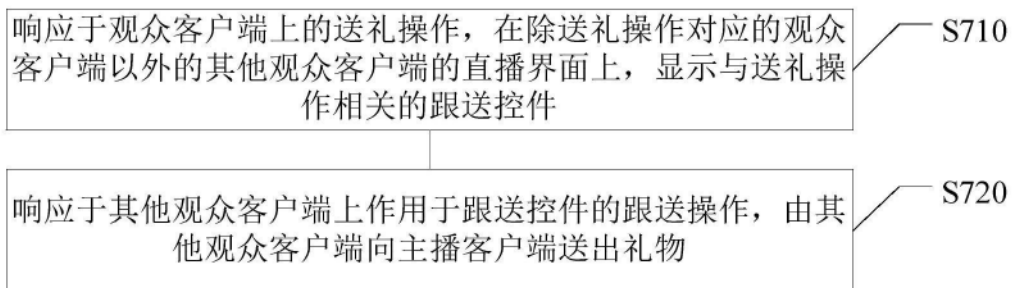 响应于观众客户端上的送礼操作，在除送礼操作对应的观众
客户端以外的其他观众客户端的直播界面上，显示与送礼操
作相关的跟送控件
S710
响应于其他观众客户端上作用于跟送控件的跟送操作，由其
他观众客户端向主播客户端送出礼物
S720